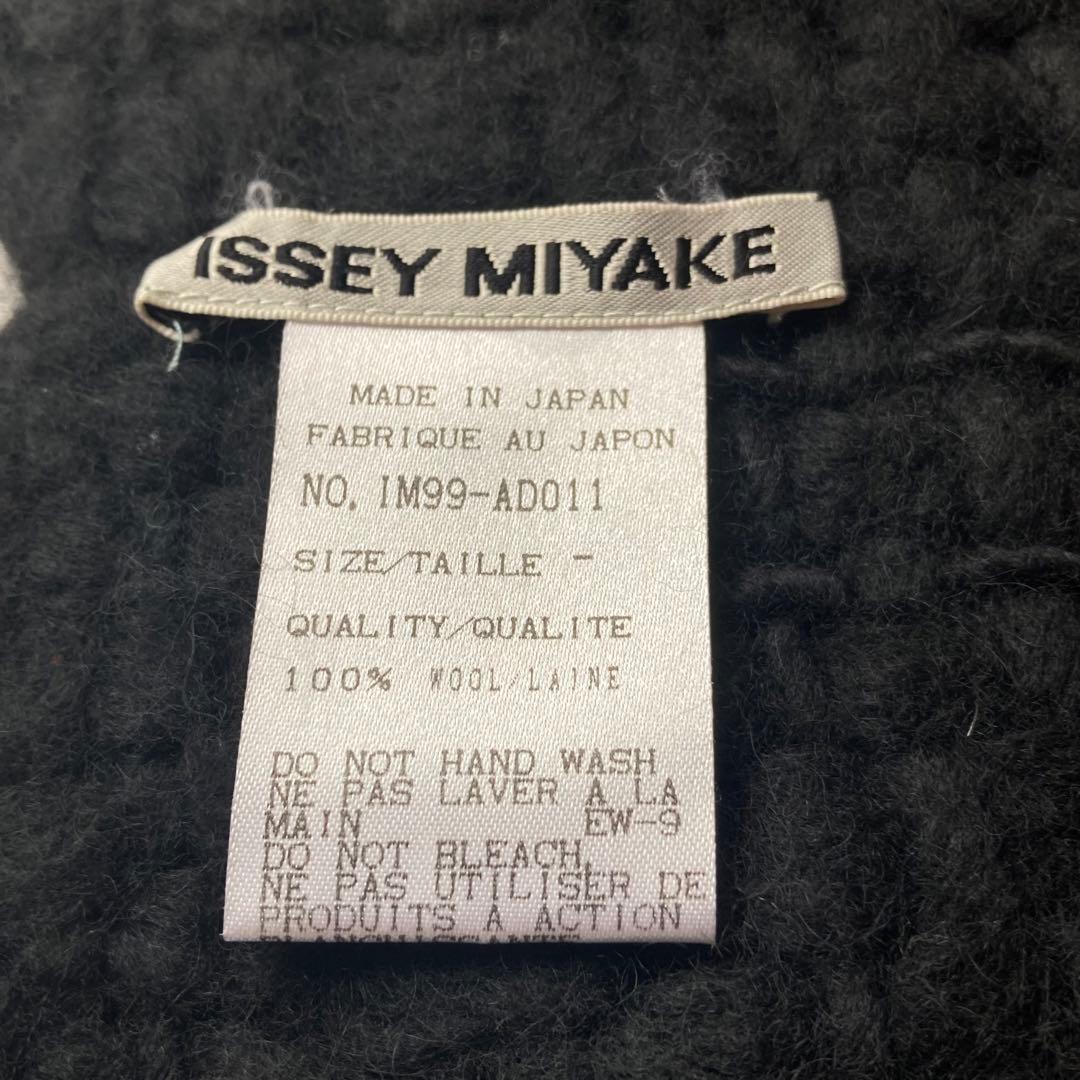 ISSEY MIYAKE
MADE IN JAPAN
FABRIQUE AU JAPON
NO. IM99-AD011
SIZE/TAILLE -
QUALITY/QUALITE
100% WOOL/LAINE
DO NOT HAND WASH
NE PAS LAVER A LA
MAIN EW-9
DO NOT BLEACH.
NE PAS UTILISER DE
PRODUITS A ACTION